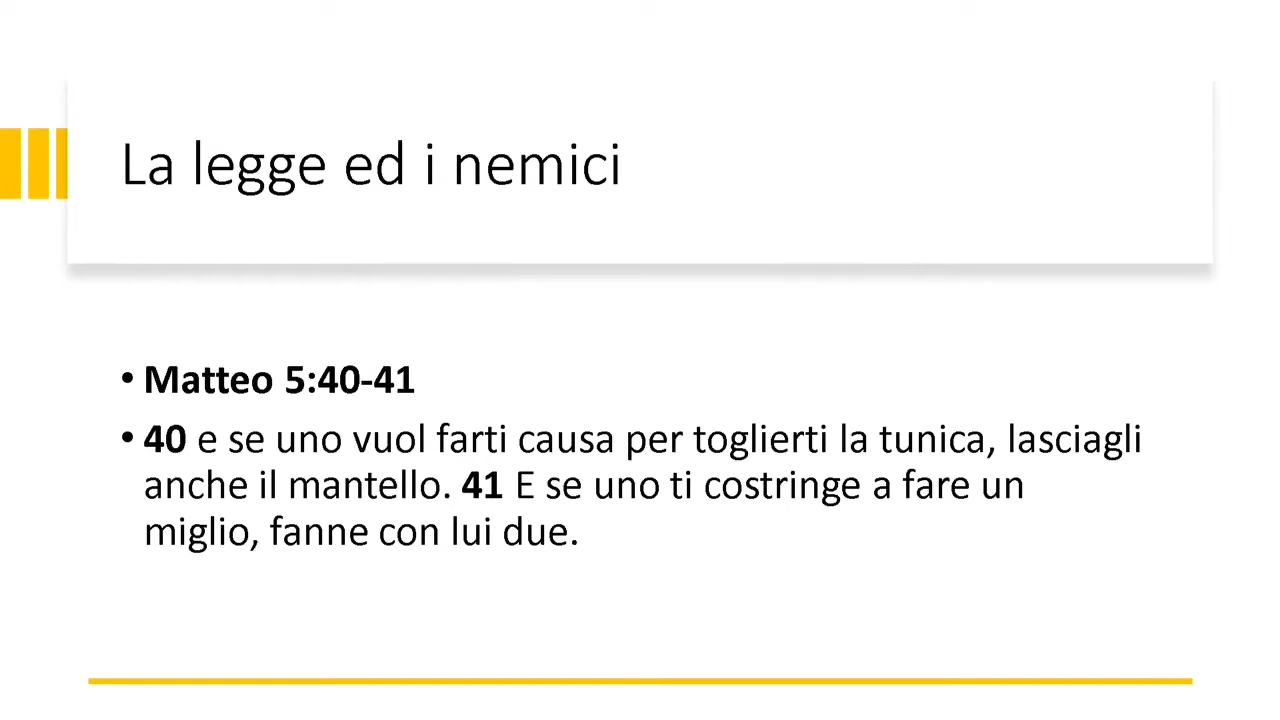 La legge ed i nemici
• Matteo 5:40-41
• 40 e se uno vuol farti causa per toglierti la tunica, lasciagli
anche il mantello. 41 E se uno ti costringe a fare un
miglio, fanne con lui due.